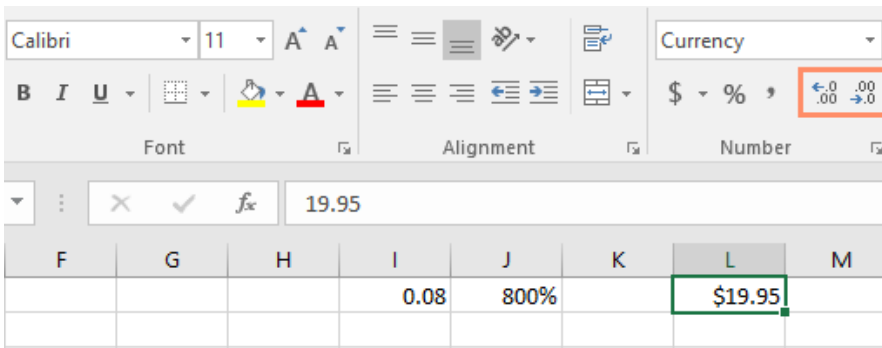 Calibri 11 A A Currency
B I U A $ % , .0 .00 .00 .0
Font Alignment Number
fx 19.95
F G H I J K L M
0.08 800% $19.95